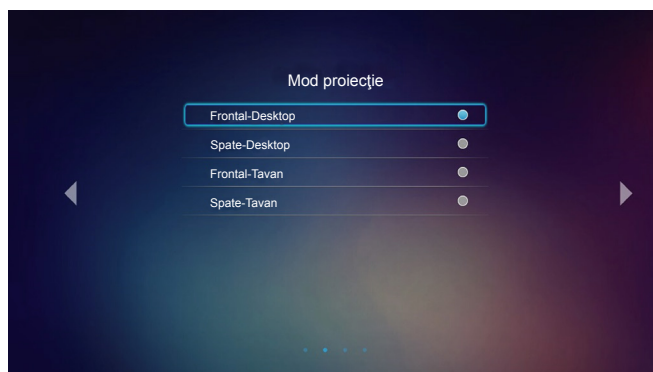 Mod proiecţie
Frontal-Desktop
Spate-Desktop
Frontal-Tavan
Spate-Tavan